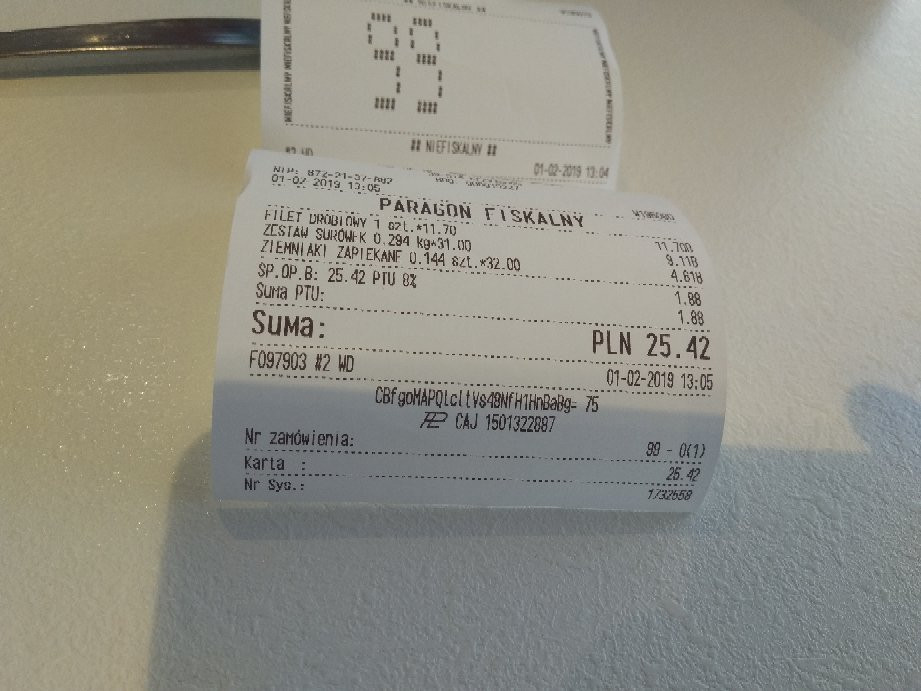 ## NIEFISKALNY ##
#2 WD 01-02-2019 13:04
01-02-2019 13:05
PARAGON FISKALNY
FILET DROBIOWY 1 szt.*11.70 11.70B
ZESTAW SURÓWEK 0.294 kg*31.00 9.11B
ZIEMNIAKI ZAPIEKANE 0.144 szt.*32.00 4.61B
SP.OP.B: 25.42 PTU 8% 1.88
Suma PTU: 1.88
Suma: PLN 25.42
F097903 #2 WD 01-02-2019 13:05
75
CAJ 1501322887
Nr zamówienia: 99 - 0(1)
Karta : 25.42
Nr Sys.: 1732558